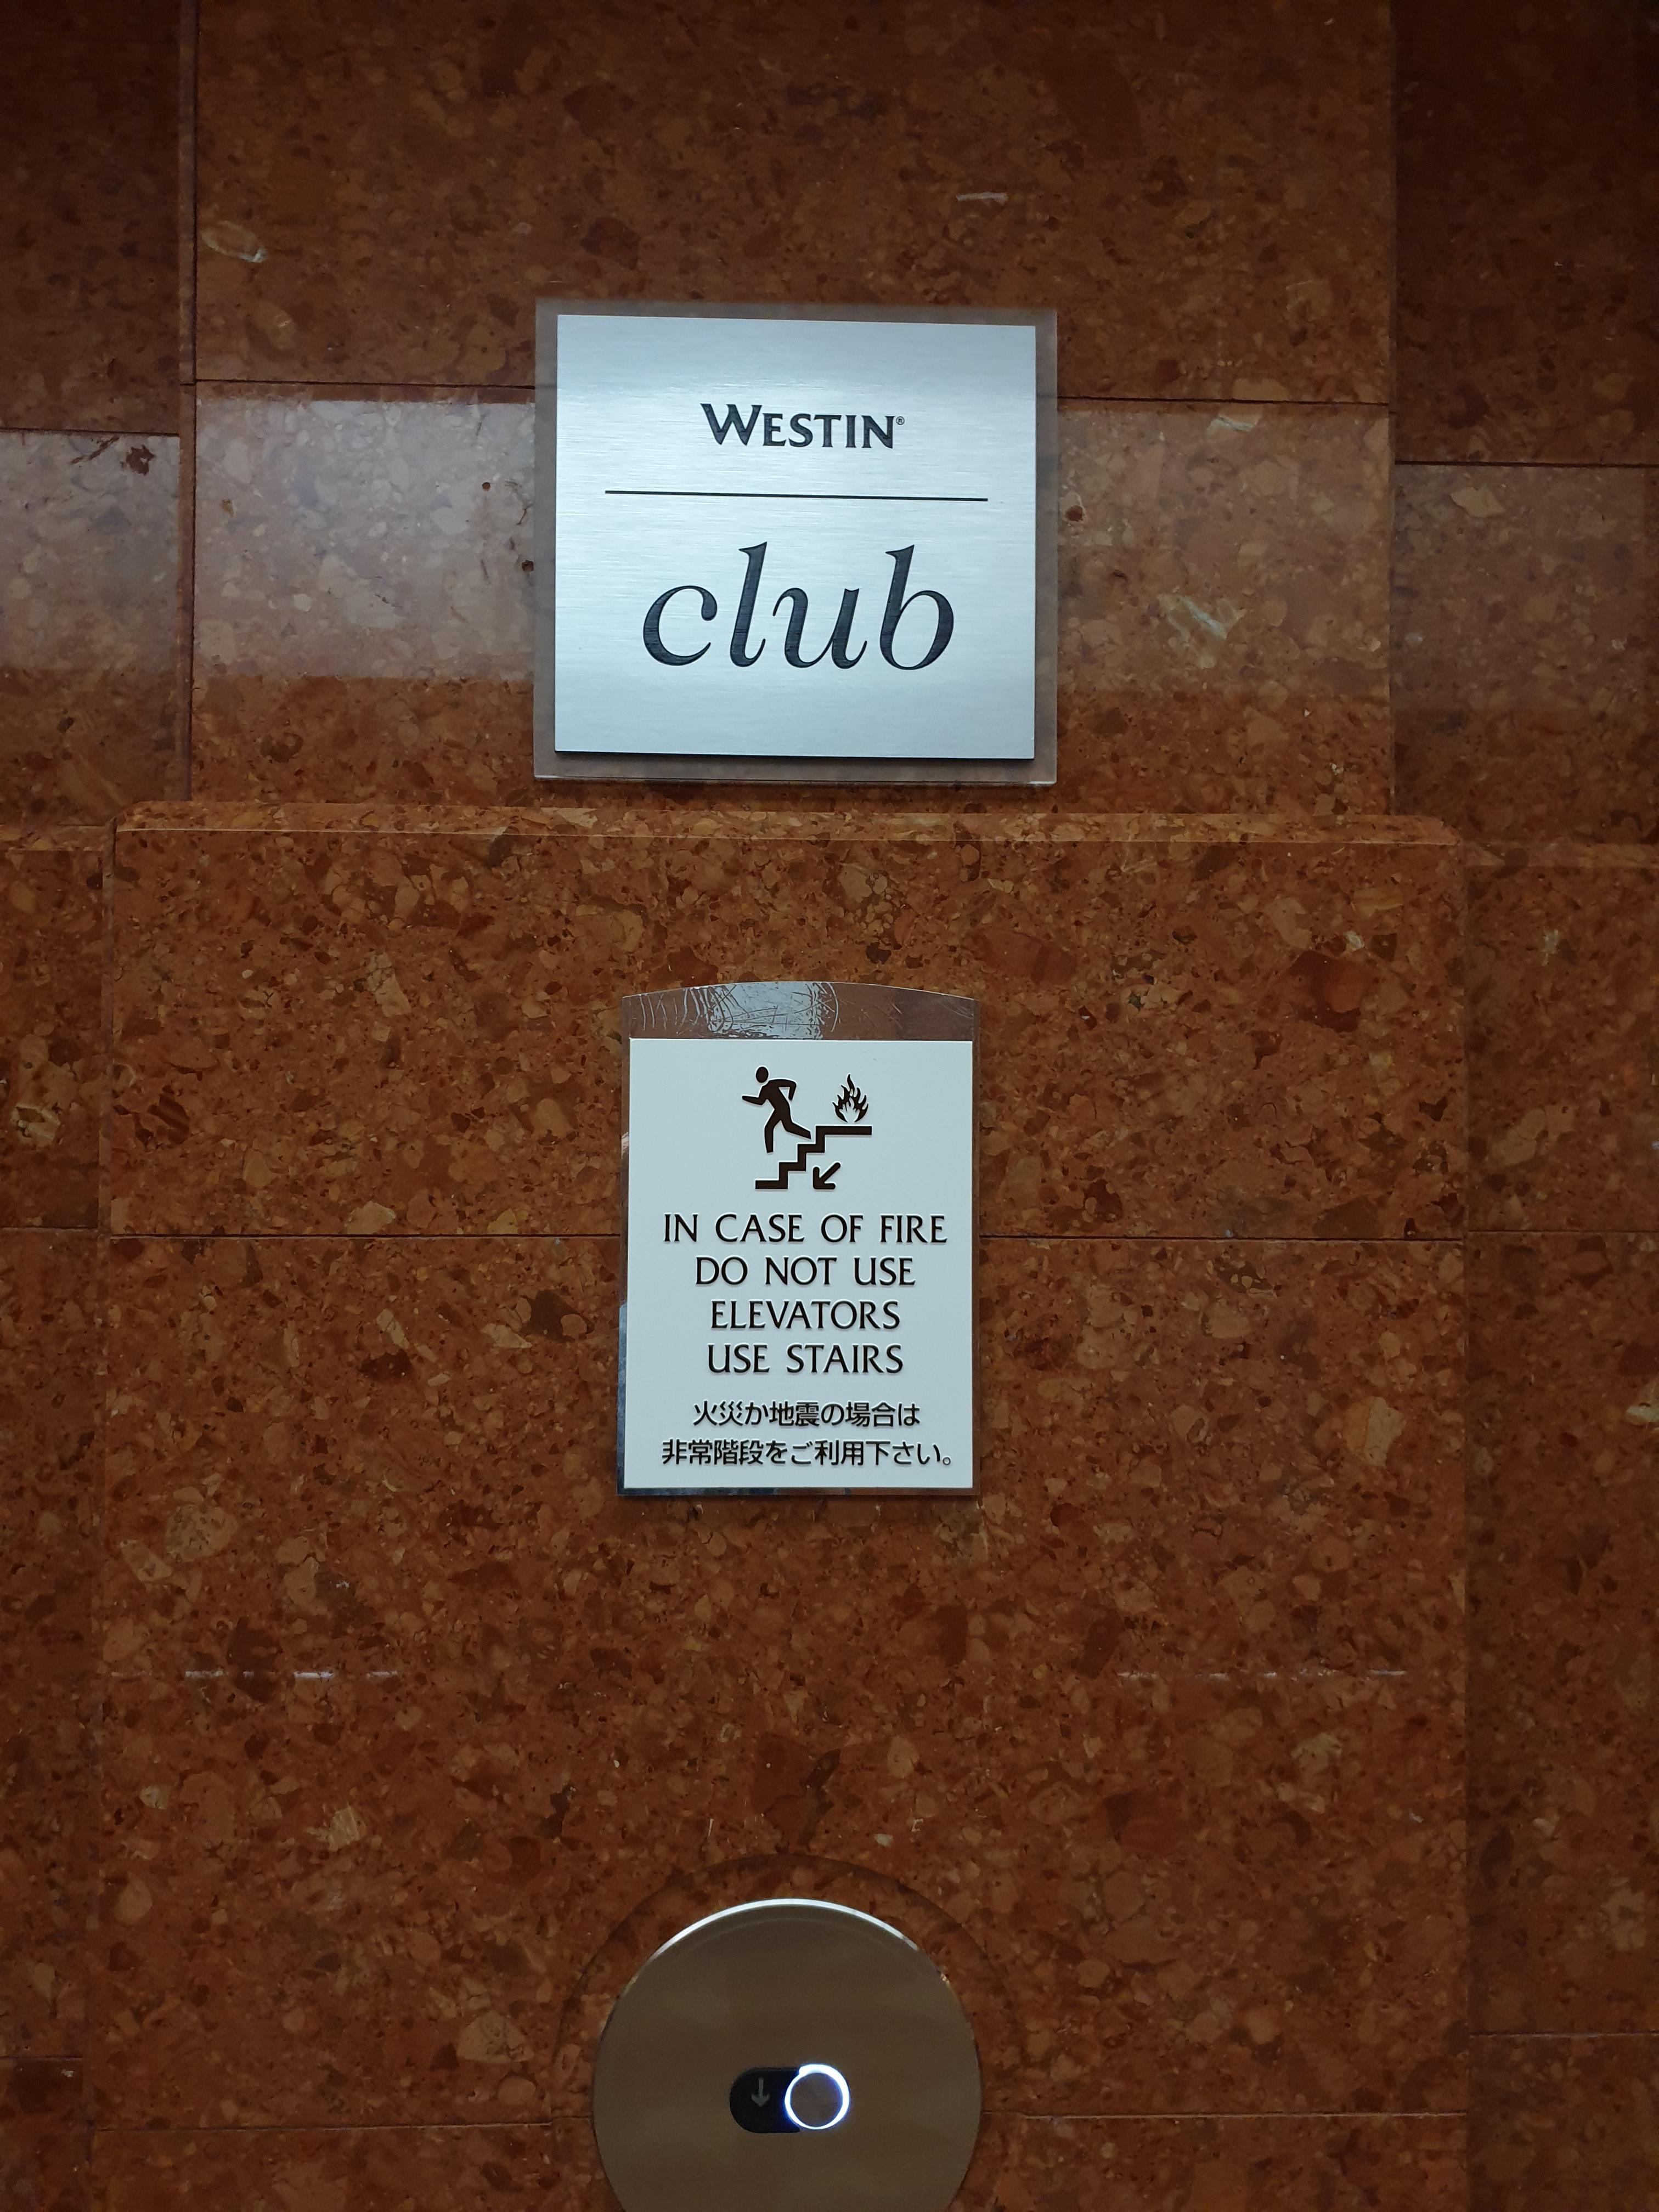 WESTIN®
club
IN CASE OF FIRE
DO NOT USE
ELEVATORS
USE STAIRS
火災か地震の場合は
非常階段をご利用下さい。